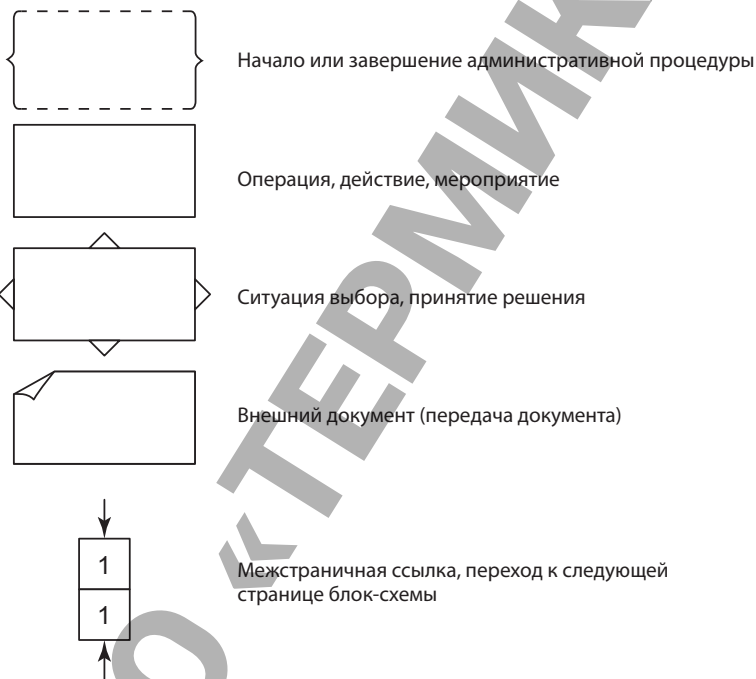 Начало или завершение административной процедуры
Операция, действие, мероприятие
Ситуация выбора, принятие решения
Внешний документ (передача документа)
1
1
Межстраничная ссылка, переход к следующей
странице блок-схемы
О «ТЕРМИК